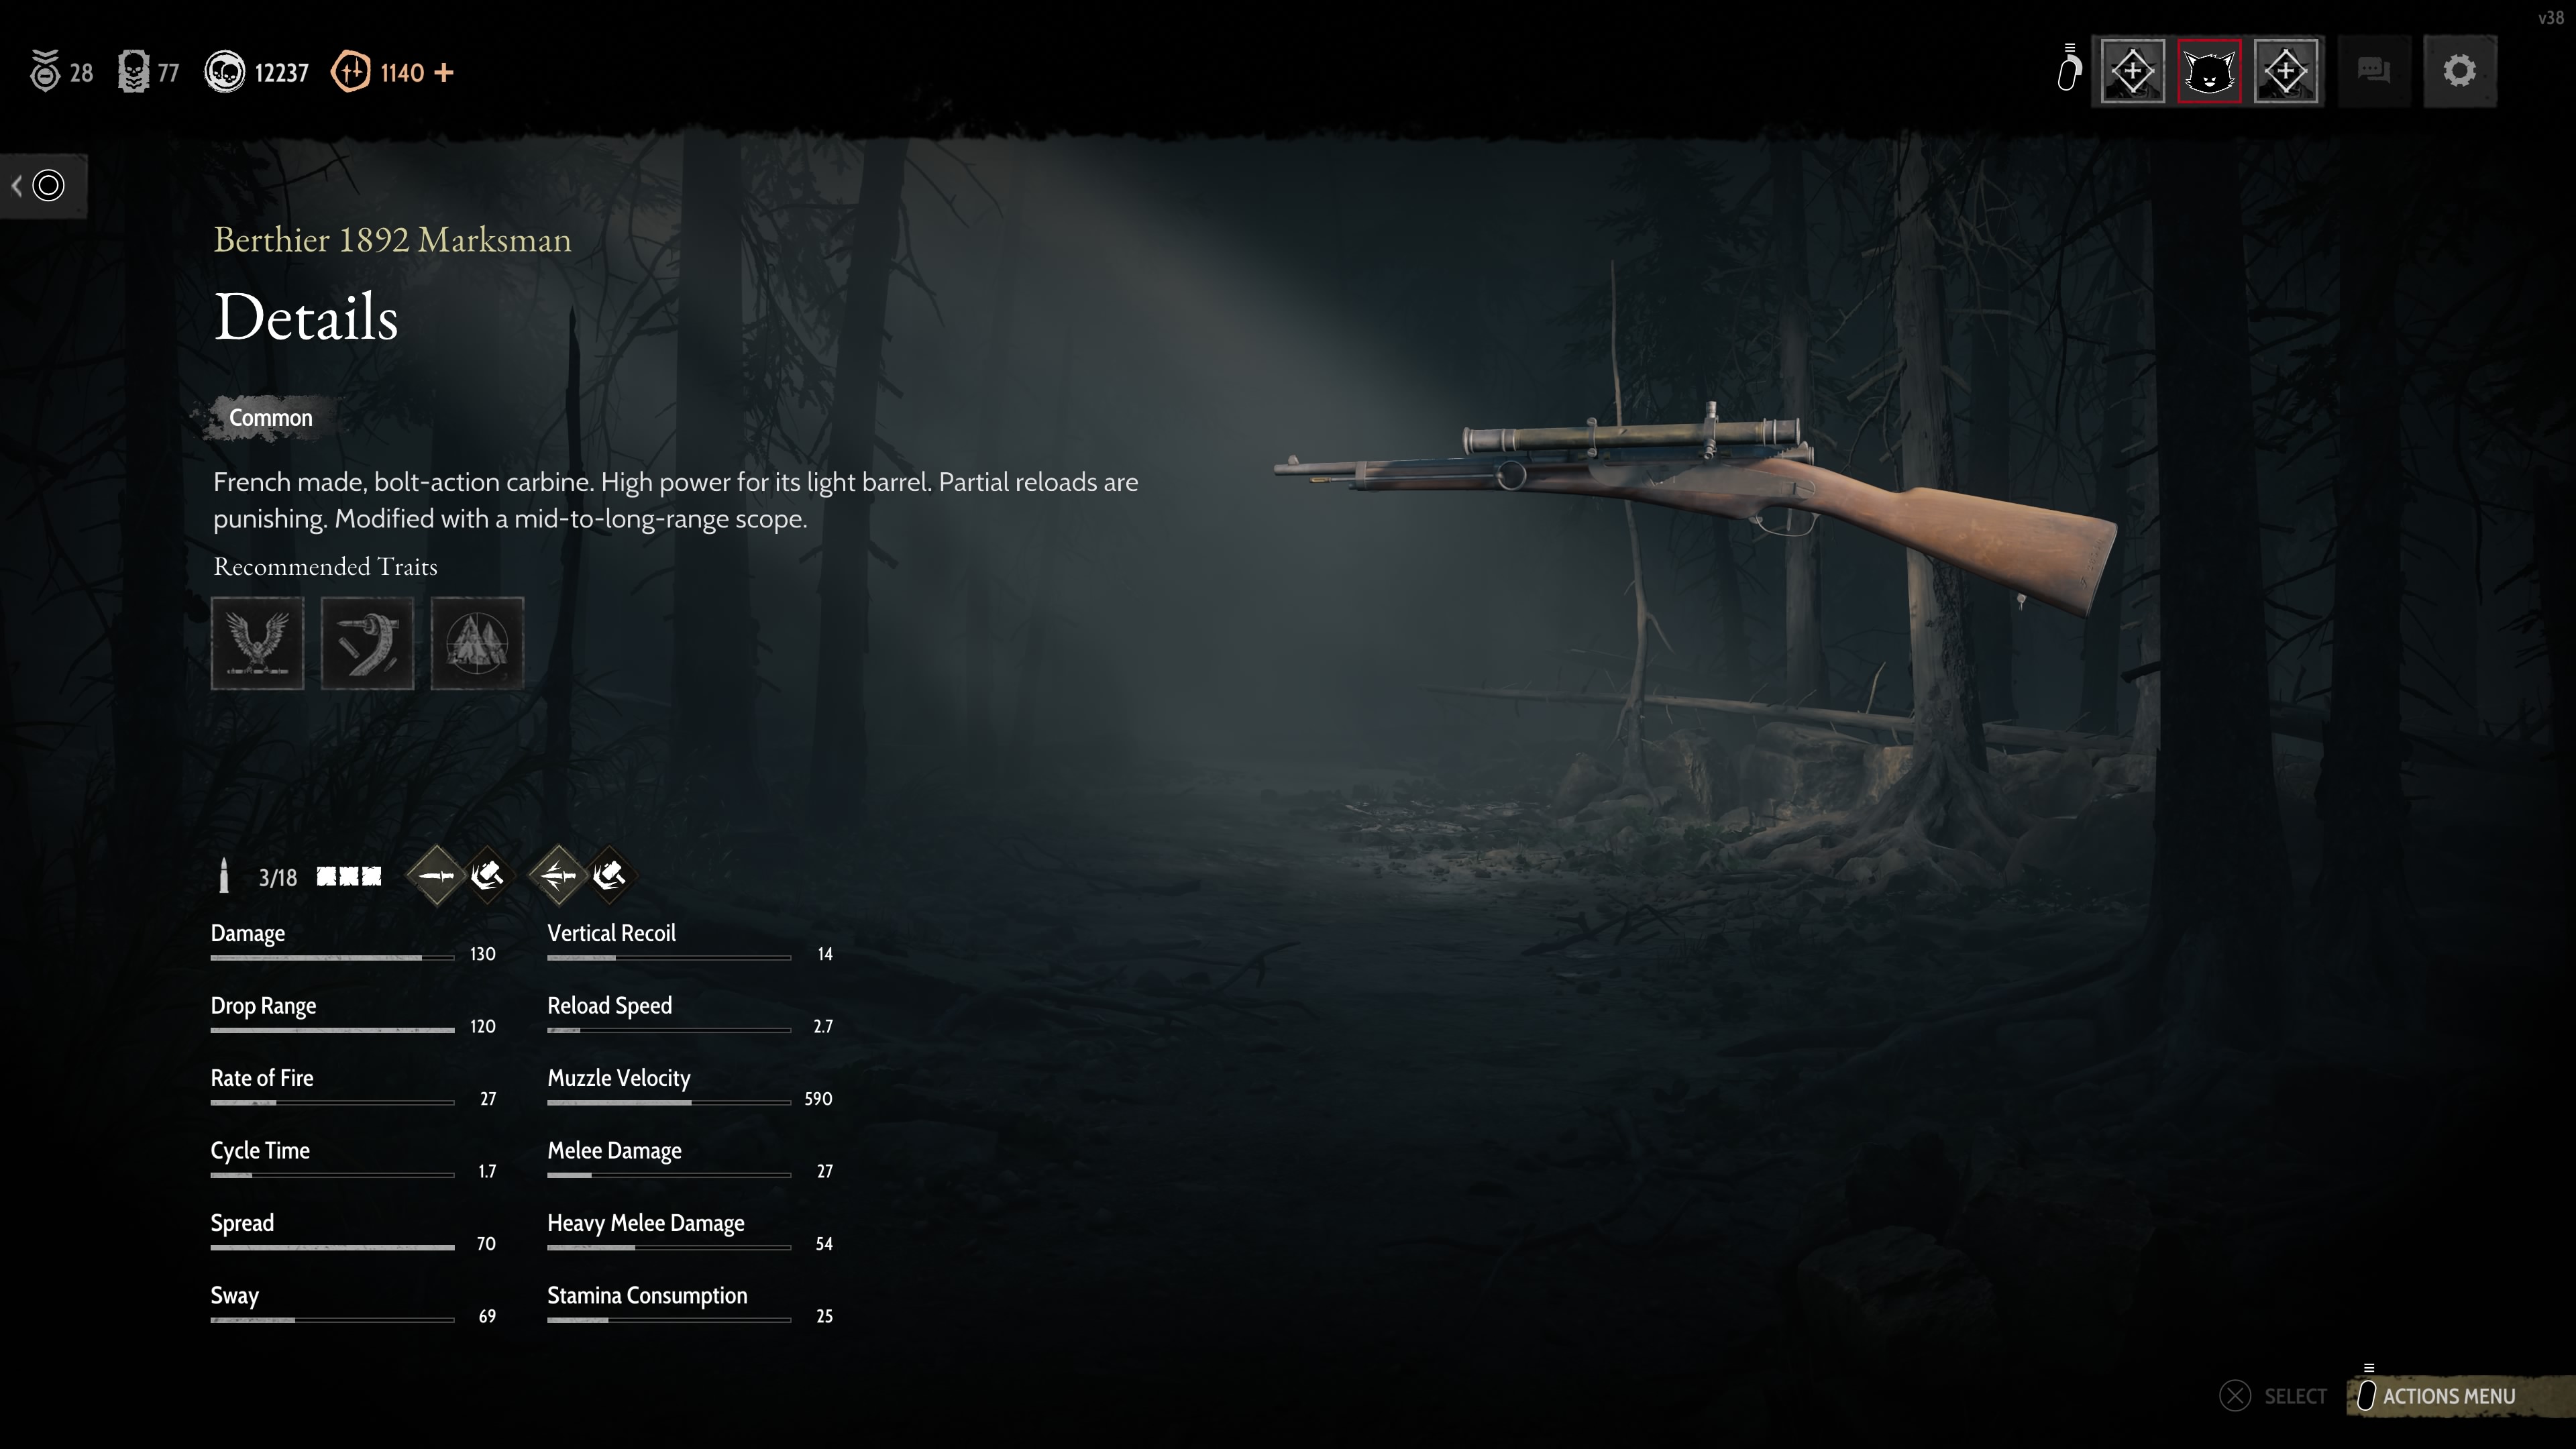 v38
28
77
12237
1140 +
Berthier 1892 Marksman
Details
Common
French made, bolt-action carbine. High power for its light barrel. Partial reloads are
punishing. Modified with a mid-to-long-range scope.
Recommended Traits
3/18
Damage
130
Drop Range
120
Rate of Fire
27
Cycle Time
1.7
Spread
70
Sway
69
Vertical Recoil
14
Reload Speed
2.7
Muzzle Velocity
590
Melee Damage
27
Heavy Melee Damage
54
Stamina Consumption
25
SELECT
ACTIONS MENU